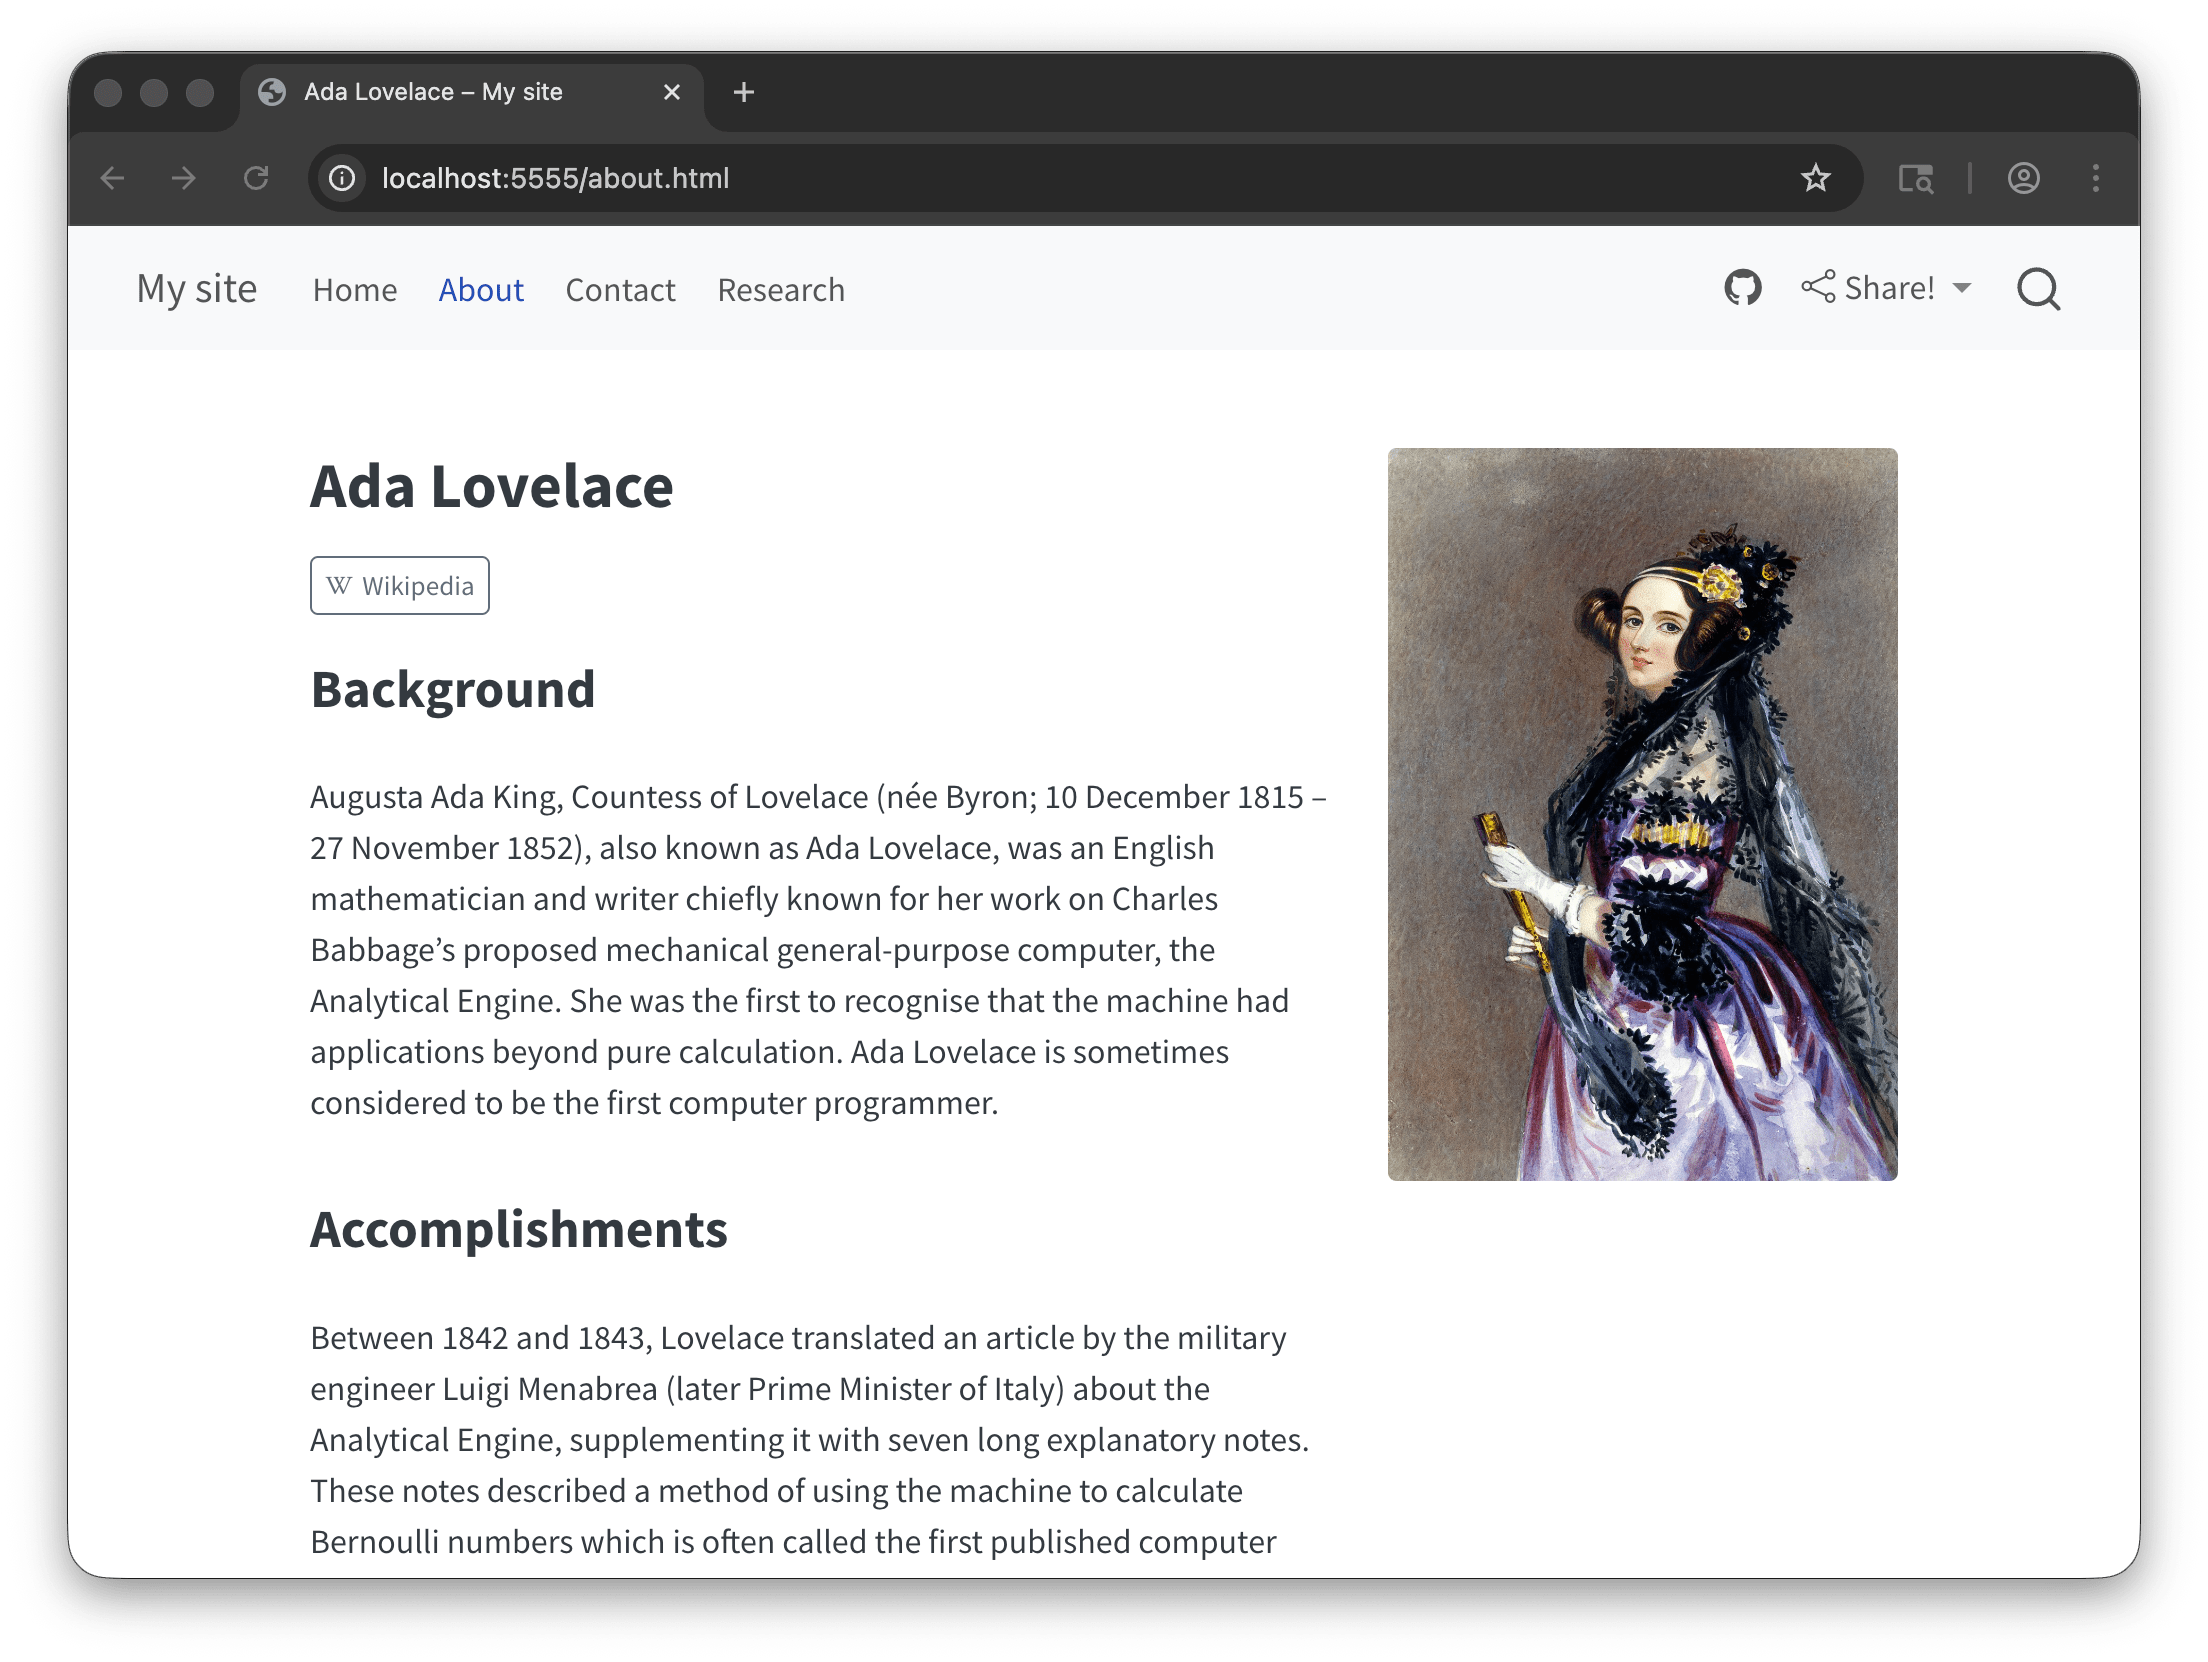 Ada Lovelace – My site
localhost:5555/about.html
My site Home About Contact Research Share!
Ada Lovelace
W Wikipedia
Background
Augusta Ada King, Countess of Lovelace (née Byron; 10 December 1815 –
27 November 1852), also known as Ada Lovelace, was an English
mathematician and writer chiefly known for her work on Charles
Babbage’s proposed mechanical general-purpose computer, the
Analytical Engine. She was the first to recognise that the machine had
applications beyond pure calculation. Ada Lovelace is sometimes
considered to be the first computer programmer.
Accomplishments
Between 1842 and 1843, Lovelace translated an article by the military
engineer Luigi Menabrea (later Prime Minister of Italy) about the
Analytical Engine, supplementing it with seven long explanatory notes.
These notes described a method of using the machine to calculate
Bernoulli numbers which is often called the first published computer